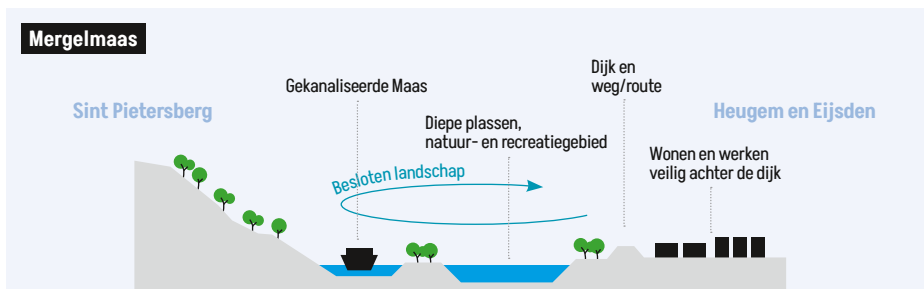 Mergelmaas
Sint Pietersberg
Gekanaliseerde Maas
Diepe plassen,
natuur- en recreatiegebied
Dijk en
weg/route
Heugem en Eijsden
Wonen en werken
veilig achter de dijk
Besloten landschap